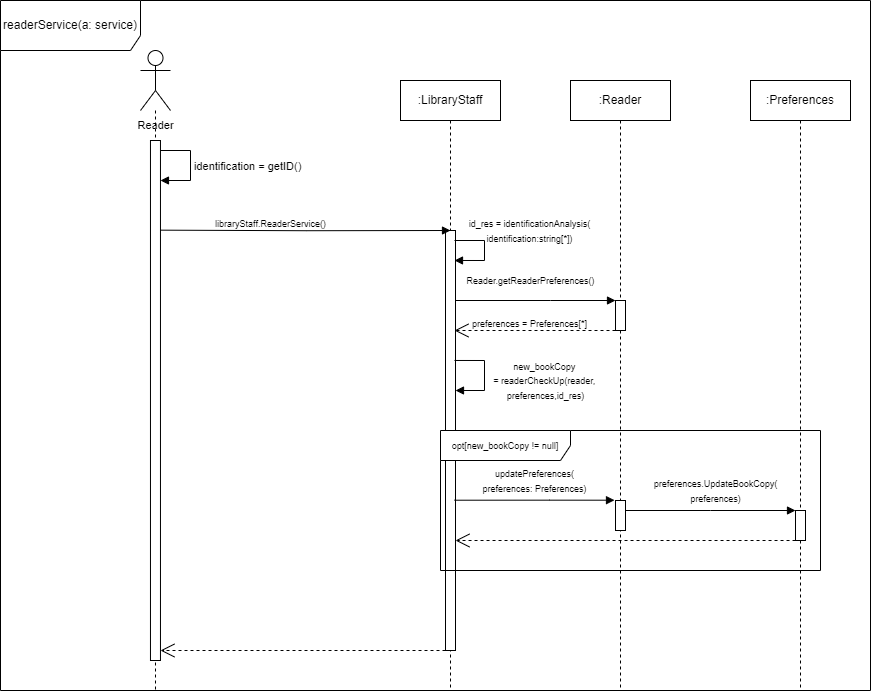 readerService(a: service)
:LibraryStaff
:Reader
:Preferences
Reader
identification = getID()
libraryStaff.ReaderService()
id_res = identificationAnalysis(
identification:string[*])
Reader.getReaderPreferences()
preferences = Preferences[*]
new_bookCopy
= readerCheckUp(reader,
preferences,id_res)
opt[new_bookCopy != null]
updatePreferences(
preferences: Preferences)
preferences.UpdateBookCopy(
preferences)